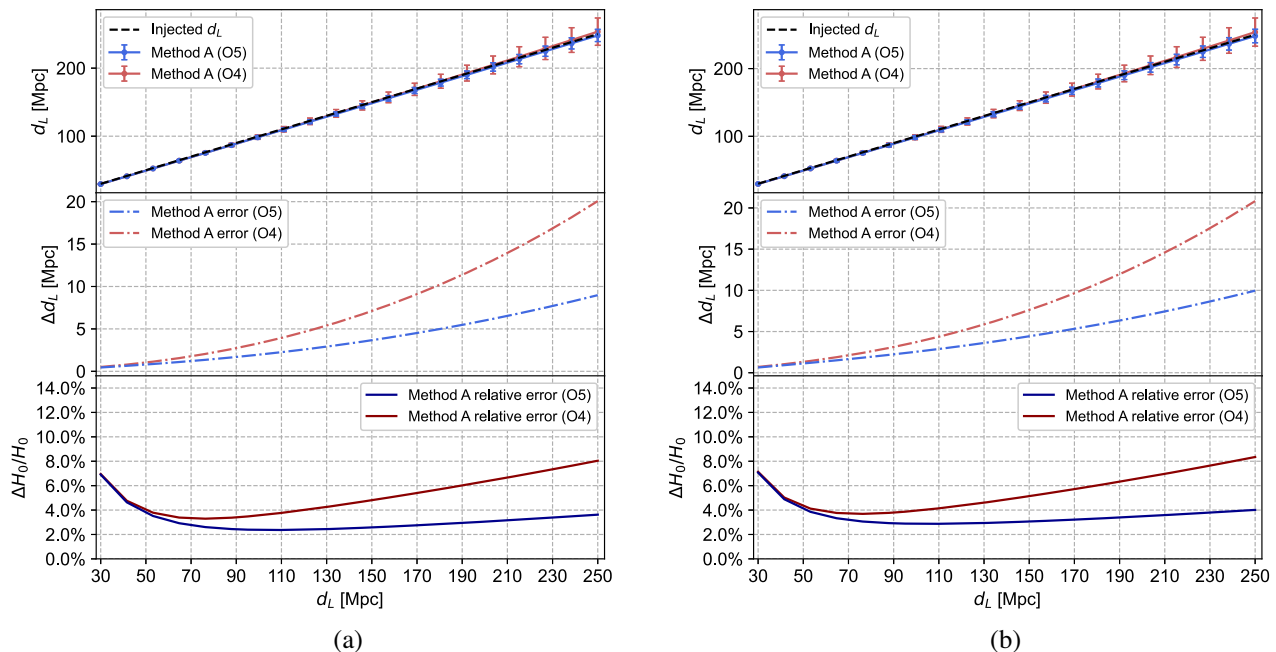 Injected d_L
Method A (O5)
Method A (O4)
200
100
d_L [Mpc]
Method A error (O5)
Method A error (O4)
20
15
10
5
0
Δd_L [Mpc]
Method A relative error (O5)
Method A relative error (O4)
14.0%
12.0%
10.0%
8.0%
6.0%
4.0%
2.0%
0.0%
ΔH_0/H_0
30 50 70 90 110 130 150 170 190 210 230 250
d_L [Mpc]
(a)
Injected d_L
Method A (O5)
Method A (O4)
200
100
d_L [Mpc]
Method A error (O5)
Method A error (O4)
20
15
10
5
0
Δd_L [Mpc]
Method A relative error (O5)
Method A relative error (O4)
14.0%
12.0%
10.0%
8.0%
6.0%
4.0%
2.0%
0.0%
ΔH_0/H_0
30 50 70 90 110 130 150 170 190 210 230 250
d_L [Mpc]
(b)